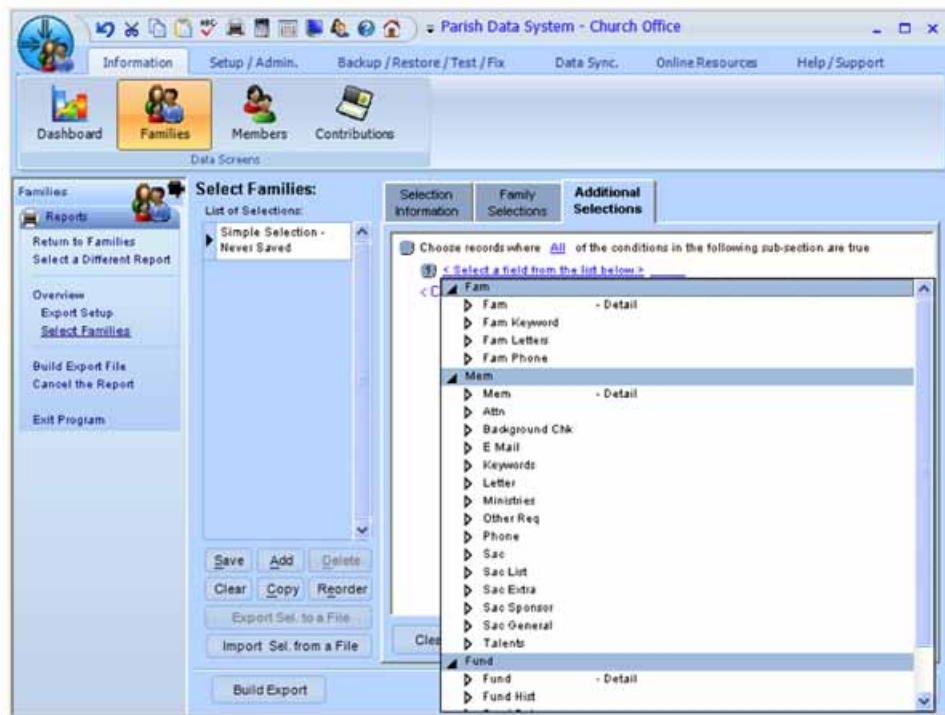 Parish Data System - Church Office
Information Setup / Admin. Backup / Restore / Test / Fix Data Sync. Online Resources Help / Support
Dashboard Families Members Contributions
Data Screens
Families
Reports
Return to Families
Select a Different Report
Overview
Export Setup
Select Families
Build Export File
Cancel the Report
Exit Program
Select Families:
List of Selections:
Simple Selection -
Never Saved
Save Add Delete
Clear Copy Reorder
Export Sel. to a File
Import Sel. from a File
Build Export
Selection
Information
Family
Selections
Additional
Selections
Choose records where All of the conditions in the following sub-section are true
< Select a field from the list below >
< C
Fam
Fam - Detail
Fam Keyword
Fam Letters
Fam Phone
Mem
Mem - Detail
Attn
Background Chk
E Mail
Keywords
Letter
Ministries
Other Req
Phone
Sac
Sac List
Sac Extra
Sac Sponsor
Sac General
Talents
Fund
Fund - Detail
Fund Hist
Clea